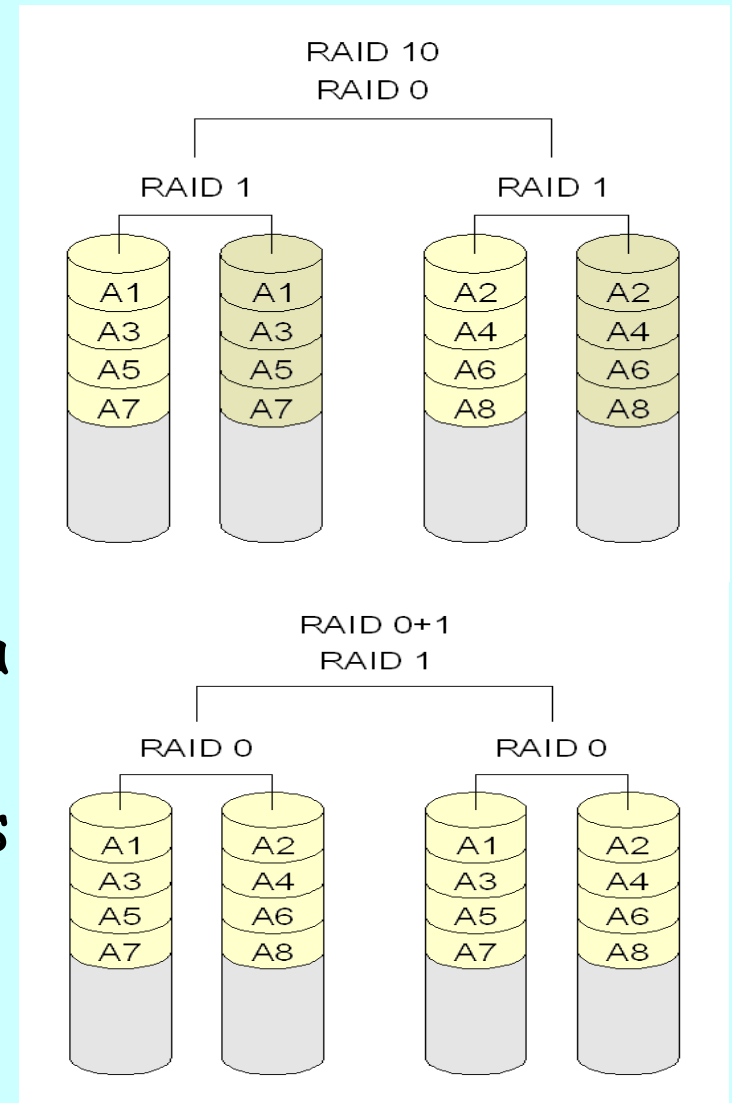 RAID 10
RAID 0
RAID 1 RAID 1
A1 A1 A2 A2
A3 A3 A4 A4
A5 A5 A6 A6
A7 A7 A8 A8
RAID 0+1
RAID 1
RAID 0 RAID 0
A1 A2 A1 A2
A3 A4 A3 A4
A5 A6 A5 A6
A7 A8 A7 A8